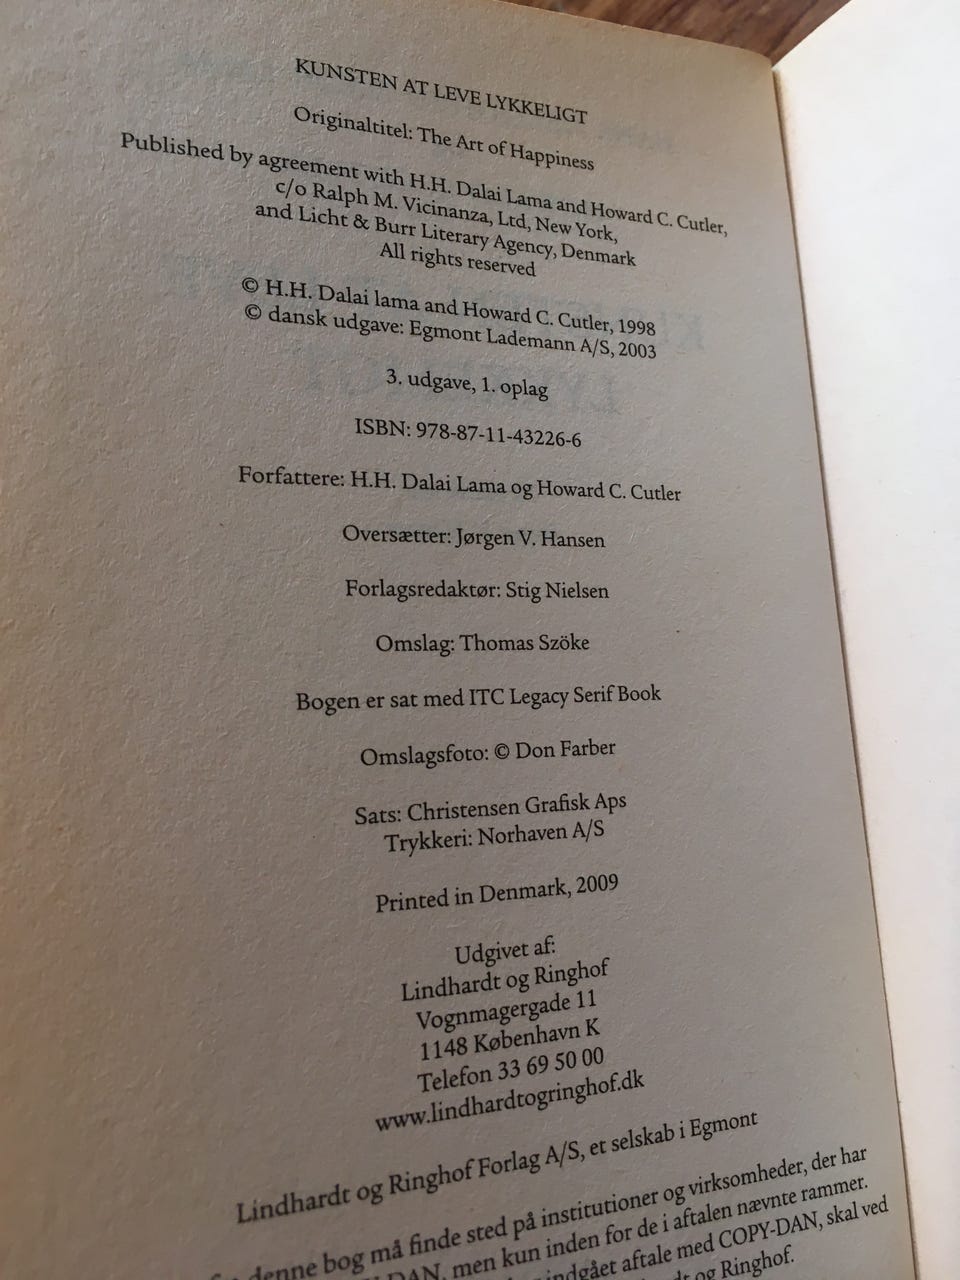 KUNSTEN AT LEVE LYKKELIGT
Originaltitel: The Art of Happiness
Published by agreement with H.H. Dalai Lama and Howard C. Cutler,
c/o Ralph M. Vicinanza, Ltd, New York,
and Licht & Burr Literary Agency, Denmark
All rights reserved
© H.H. Dalai lama and Howard C. Cutler, 1998
© dansk udgave: Egmont Lademann A/S, 2003
3. udgave, 1. oplag
ISBN: 978-87-11-43226-6
Forfattere: H.H. Dalai Lama og Howard C. Cutler
Oversætter: Jørgen V. Hansen
Forlagsredaktør: Stig Nielsen
Omslag: Thomas Szöke
Bogen er sat med ITC Legacy Serif Book
Omslagsfoto: © Don Farber
Sats: Christensen Grafisk Aps
Trykkeri: Norhaven A/S
Printed in Denmark, 2009
Udgivet af:
Lindhardt og Ringhof
Vognmagergade 11
1148 København K
Telefon 33 69 50 00
www.lindhardtogringhof.dk
Lindhardt og Ringhof Forlag A/S, et selskab i Egmont
denne bog må finde sted på institutioner og virksomheder, der har
men kun inden for de i aftalen nævnte rammer.
indgået aftale med COPY-DAN, skal ved
og Ringhof.